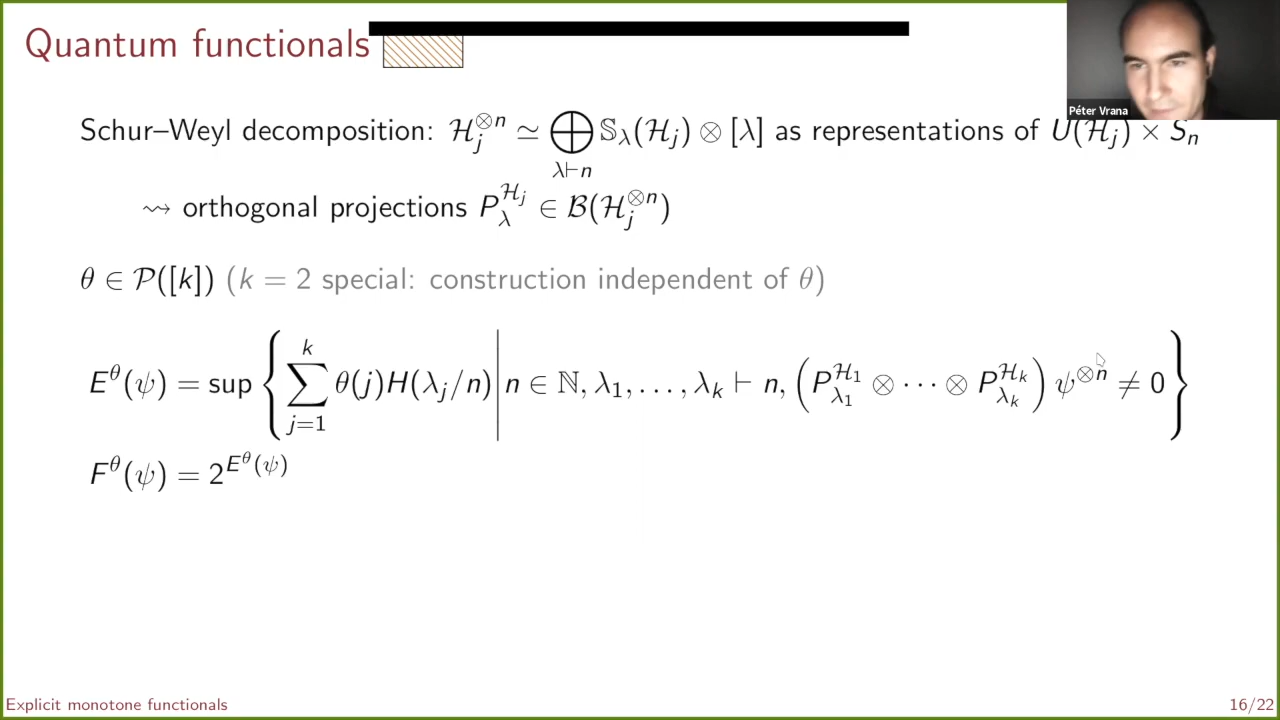 Quantum functionals
Péter Vrana
Schur–Weyl decomposition: $\mathcal{H}_j^{\otimes n} \simeq \bigoplus_{\lambda \vdash n} \mathbb{S}_\lambda(\mathcal{H}_j) \otimes [\lambda]$ as representations of $U(\mathcal{H}_j) \times S_n$
⇝ orthogonal projections $P_\lambda^{\mathcal{H}_j} \in \mathcal{B}(\mathcal{H}_j^{\otimes n})$
$\theta \in \mathcal{P}([k])$ (k = 2 special: construction independent of θ)
$E^\theta(\psi) = \sup \left\{ \sum_{j=1}^{k} \theta(j) H(\lambda_j/n) \middle| n \in \mathbb{N}, \lambda_1, \ldots, \lambda_k \vdash n, \left( P_{\lambda_1}^{\mathcal{H}_1} \otimes \cdots \otimes P_{\lambda_k}^{\mathcal{H}_k} \right) \psi^{\otimes n} \neq 0 \right\}$
$F^\theta(\psi) = 2^{E^\theta(\psi)}$
Explicit monotone functionals
16/22